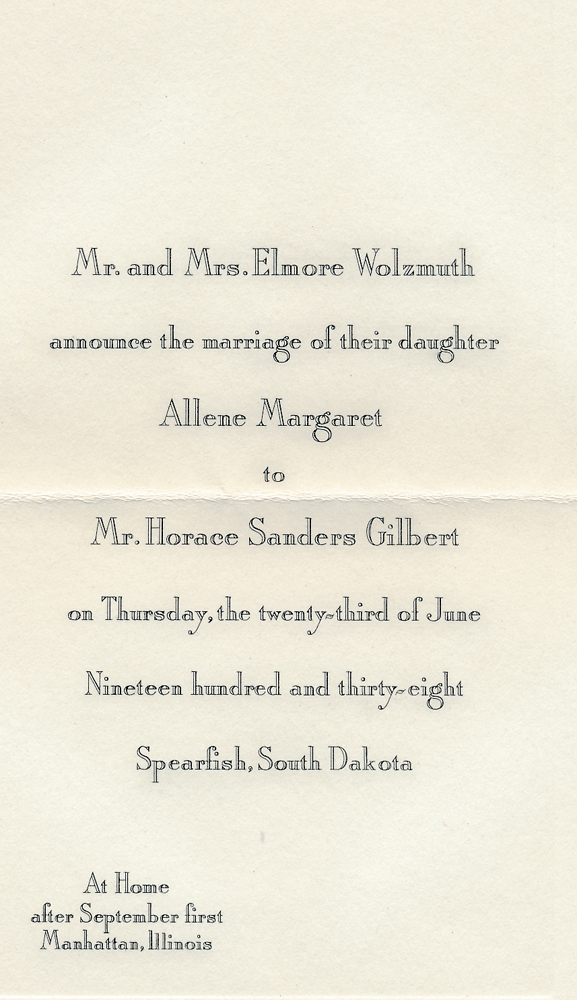 Mr. and Mrs. Elmore Wolzmuth
announce the marriage of their daughter
Allene Margaret
to
Mr. Horace Sanders Gilbert
on Thursday, the twenty-third of June
Nineteen hundred and thirty-eight
Spearfish, South Dakota
At Home
after September first
Manhattan, Illinois